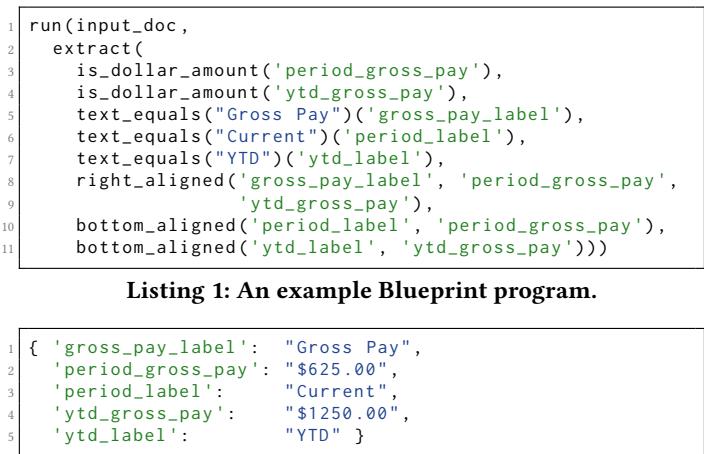 1 run(input_doc,
2   extract(
3     is_dollar_amount('period_gross_pay'),
4     is_dollar_amount('ytd_gross_pay'),
5     text_equals("Gross Pay")('gross_pay_label'),
6     text_equals("Current")('period_label'),
7     text_equals("YTD")('ytd_label'),
8     right_aligned('gross_pay_label', 'period_gross_pay',
9                   'ytd_gross_pay'),
10     bottom_aligned('period_label', 'period_gross_pay'),
11     bottom_aligned('ytd_label', 'ytd_gross_pay')))
Listing 1: An example Blueprint program.
1 { 'gross_pay_label':  "Gross Pay",
2   'period_gross_pay': "$625.00",
3   'period_label':     "Current",
4   'ytd_gross_pay':    "$1250.00",
5   'ytd_label':        "YTD" }